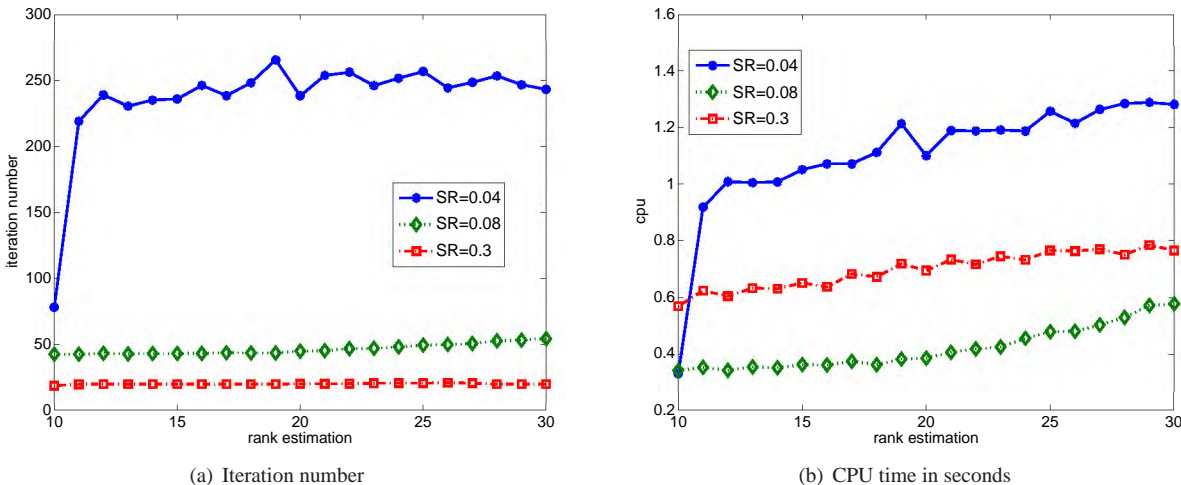 300
250
200
150
100
50
0
iteration number
SR=0.04
SR=0.08
SR=0.3
10 15 20 25 30
rank estimation
(a) Iteration number
1.6
1.4
1.2
1
0.8
0.6
0.4
0.2
cpu
SR=0.04
SR=0.08
SR=0.3
10 15 20 25 30
rank estimation
(b) CPU time in seconds